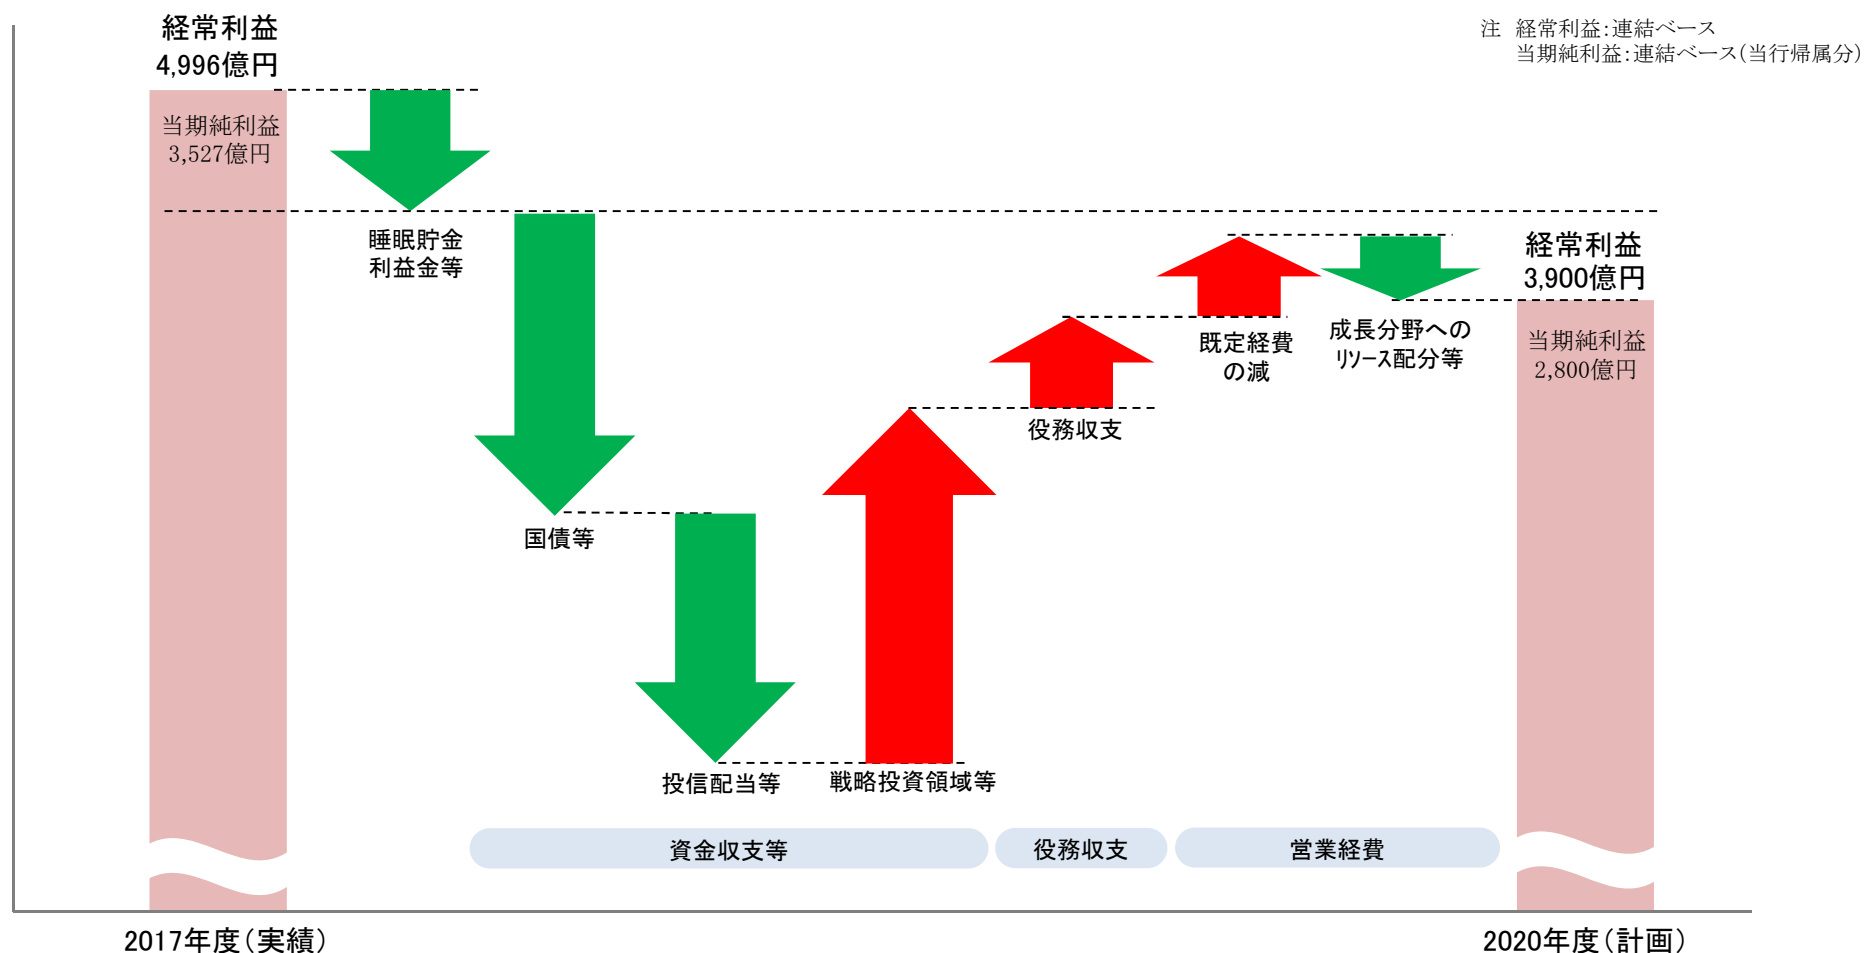 経常利益
4,996億円
注 経常利益:連結ベース
当期純利益:連結ベース(当行帰属分)
当期純利益
3,527億円
睡眠貯金
利益金等
経常利益
3,900億円
成長分野への
リソース配分等
既定経費
の減
当期純利益
2,800億円
役務収支
国債等
投信配当等
戦略投資領域等
資金収支等
役務収支
営業経費
2017年度(実績)
2020年度(計画)